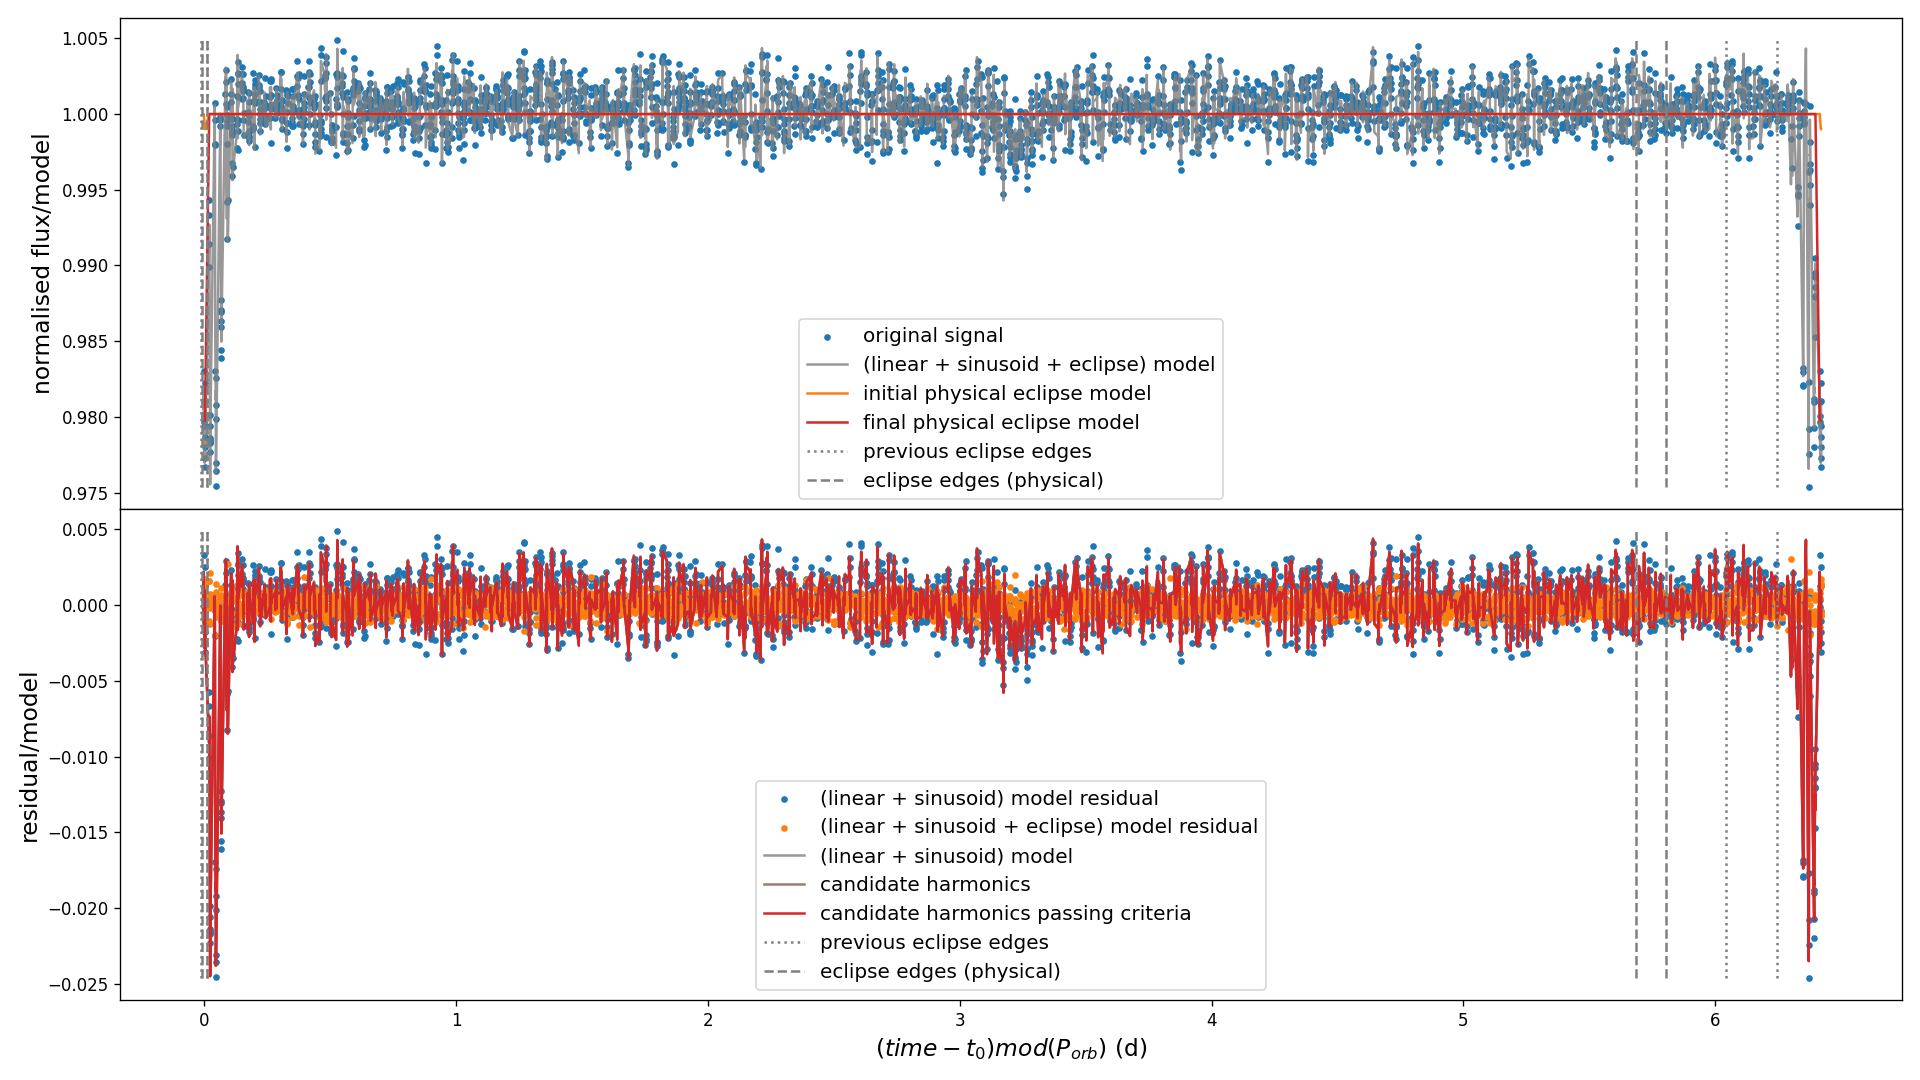 1.005
1.000
0.995
0.990
0.985
0.980
0.975
normalised flux/model
original signal
(linear + sinusoid + eclipse) model
initial physical eclipse model
final physical eclipse model
previous eclipse edges
eclipse edges (physical)
0.005
0.000
−0.005
−0.010
−0.015
−0.020
−0.025
residual/model
(linear + sinusoid) model residual
(linear + sinusoid + eclipse) model residual
(linear + sinusoid) model
candidate harmonics
candidate harmonics passing criteria
previous eclipse edges
eclipse edges (physical)
0 1 2 3 4 5 6
(time − t₀)mod(Pₒᵣb) (d)